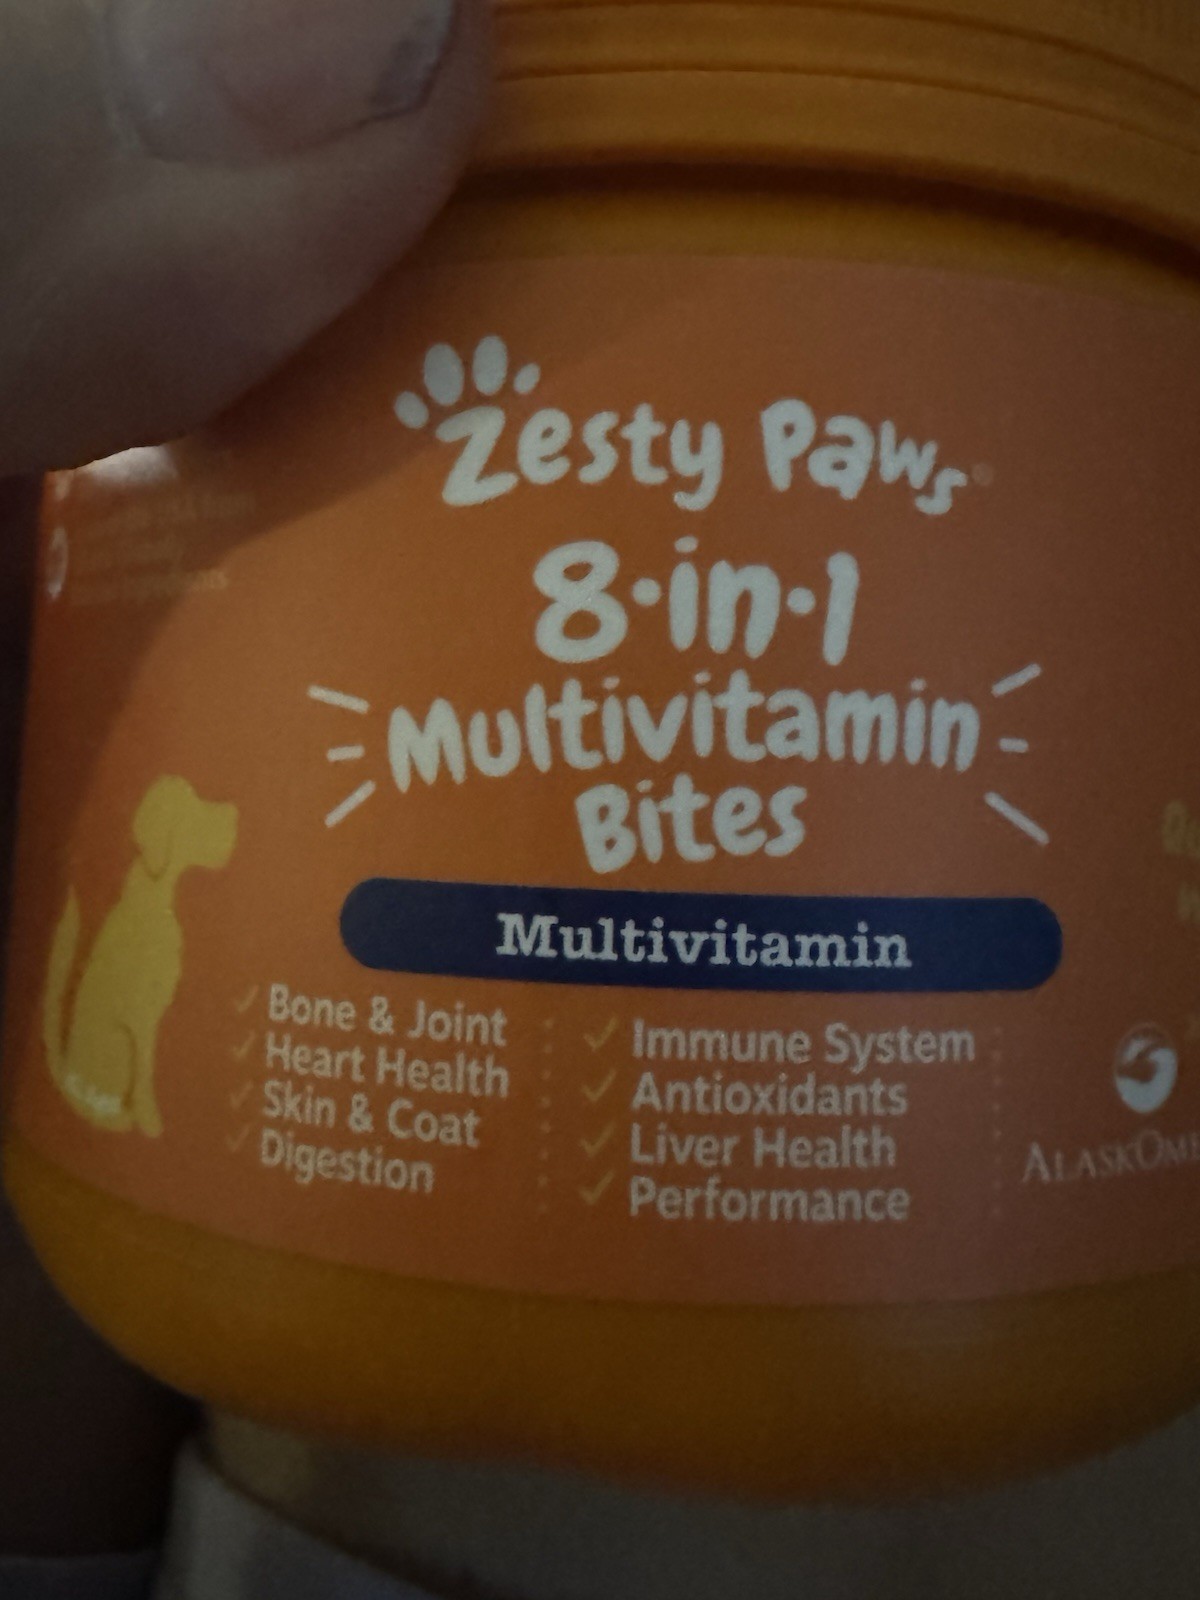 Zesty Paws
8·in·1
Multivitamin
Bites
Multivitamin
Bone & Joint
Heart Health
Skin & Coat
Digestion
Immune System
Antioxidants
Liver Health
Performance